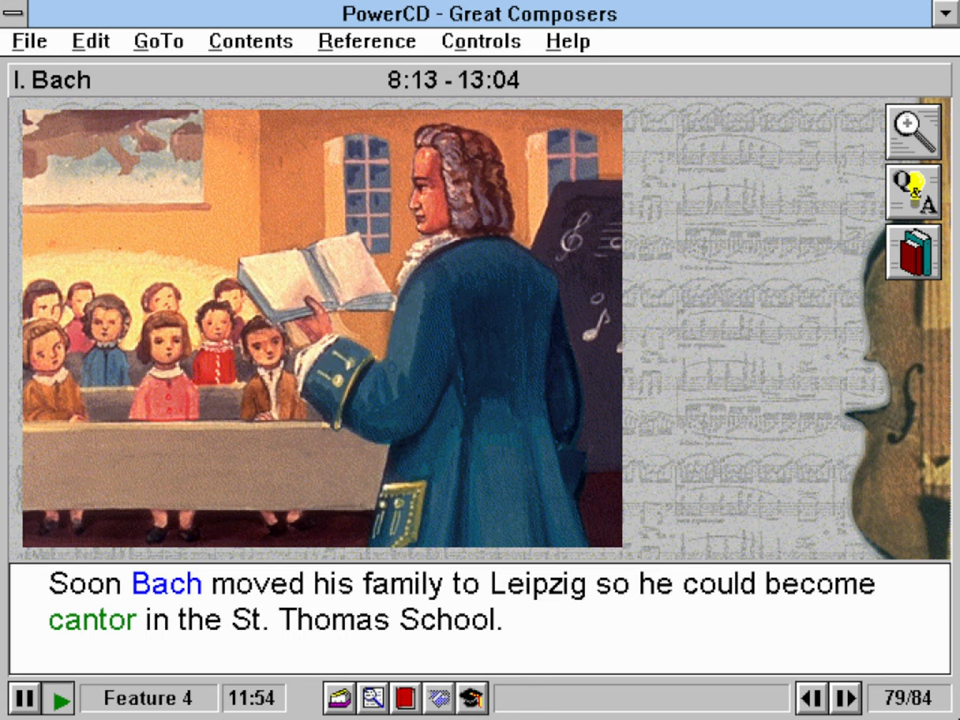 PowerCD - Great Composers
File Edit GoTo Contents Reference Controls Help
I. Bach 8:13 - 13:04
Q & A
Soon Bach moved his family to Leipzig so he could become
cantor in the St. Thomas School.
Feature 4 11:54 79/84